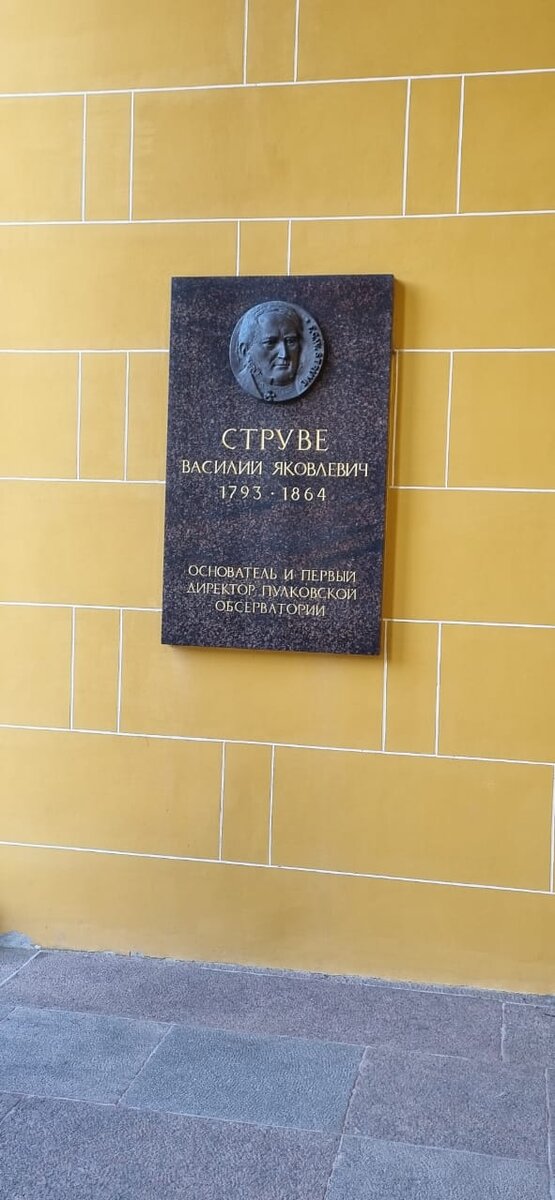 СТРУВЕ
ВАСИЛИЙ ЯКОВЛЕВИЧ
1793 · 1864
ОСНОВАТЕЛЬ И ПЕРВЫЙ
ДИРЕКТОР ПУЛКОВСКОЙ
ОБСЕРВАТОРИИ